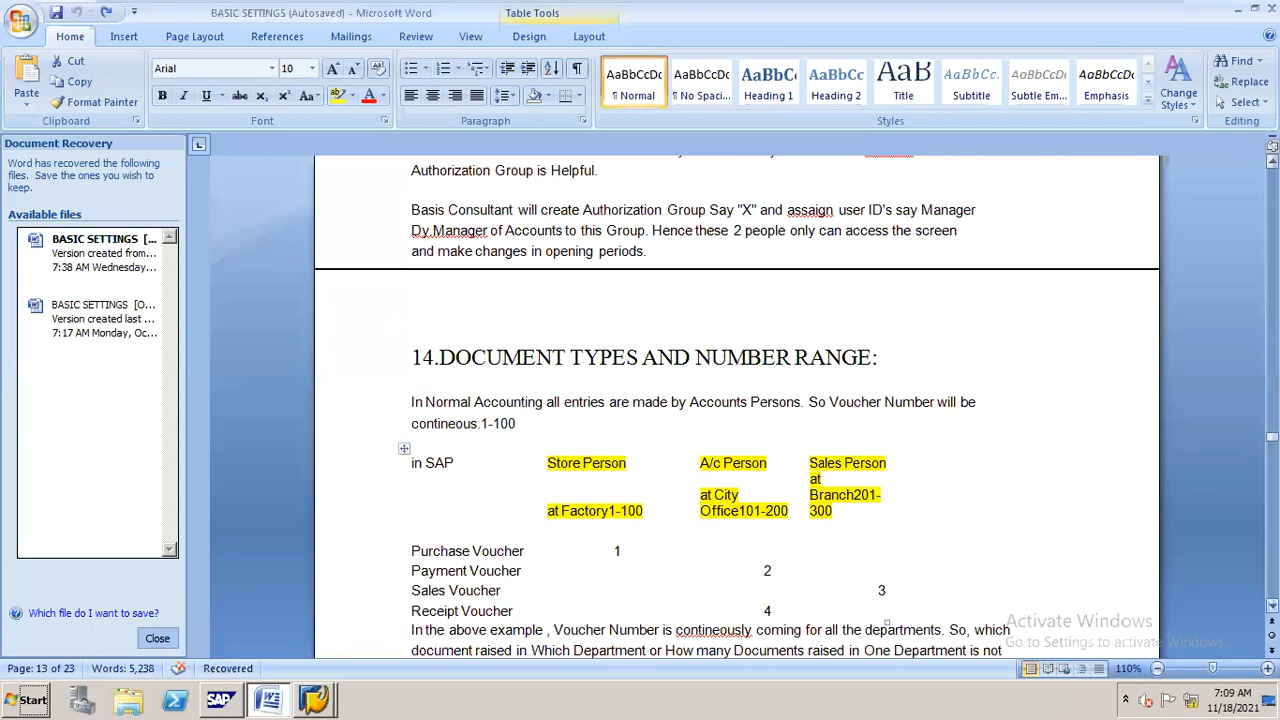 BASIC SETTINGS (Autosaved) - Microsoft Word
Table Tools
Home Insert Page Layout References Mailings Review View Design Layout
Paste
Cut
Copy
Format Painter
Clipboard
Arial 10
Font
Paragraph
AaBbCcDc ¶ Normal
AaBbCcDc ¶ No Spaci...
AaBbC Heading 1
AaBbCc Heading 2
AaB Title
AaBbCc Subtitle
AaBbCcDc Subtle Em...
AaBbCcDc Emphasis
Change Styles
Styles
Find
Replace
Select
Editing
Document Recovery
Word has recovered the following
files. Save the ones you wish to
keep.
Available files
BASIC SETTINGS [...
Version created from...
7:38 AM Wednesday...
BASIC SETTINGS [O...
Version created last ...
7:17 AM Monday, Oc...
Which file do I want to save?
Close
Authorization Group is Helpful.
Basis Consultant will create Authorization Group Say "X" and assaign user ID's say Manager
Dy.Manager of Accounts to this Group. Hence these 2 people only can access the screen
and make changes in opening periods.
14.DOCUMENT TYPES AND NUMBER RANGE:
In Normal Accounting all entries are made by Accounts Persons. So Voucher Number will be
contineous.1-100
in SAP Store Person A/c Person Sales Person
at
at City Branch201-
at Factory1-100 Office101-200 300
Purchase Voucher 1
Payment Voucher 2
Sales Voucher 3
Receipt Voucher 4
In the above example , Voucher Number is contineously coming for all the departments. So, which
document raised in Which Department or How many Documents raised in One Department is not
Activate Windows
Go to Settings to activate Windows.
Page: 13 of 23 Words: 5,238 Recovered 110%
Start SAP 7:09 AM
11/18/2021